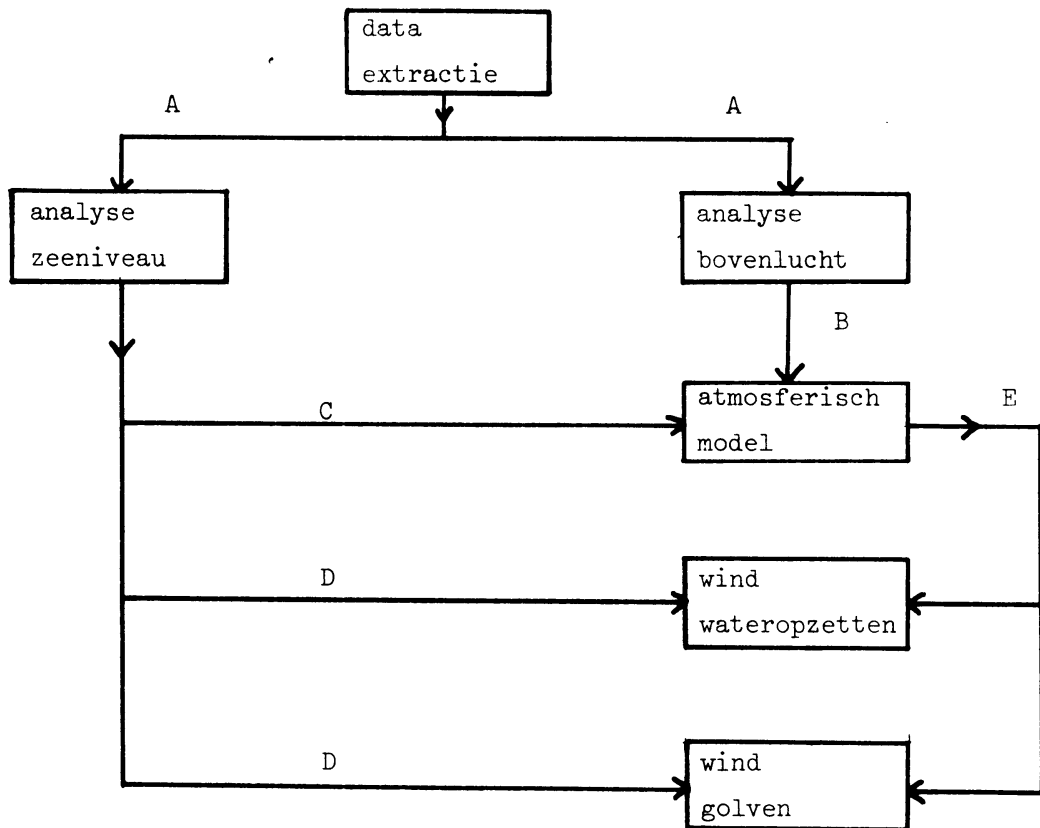 data
extractie
A
A
analyse
zeeniveau
analyse
bovenlucht
B
C
atmosferisch
model
E
D
wind
wateropzetten
D
wind
golven